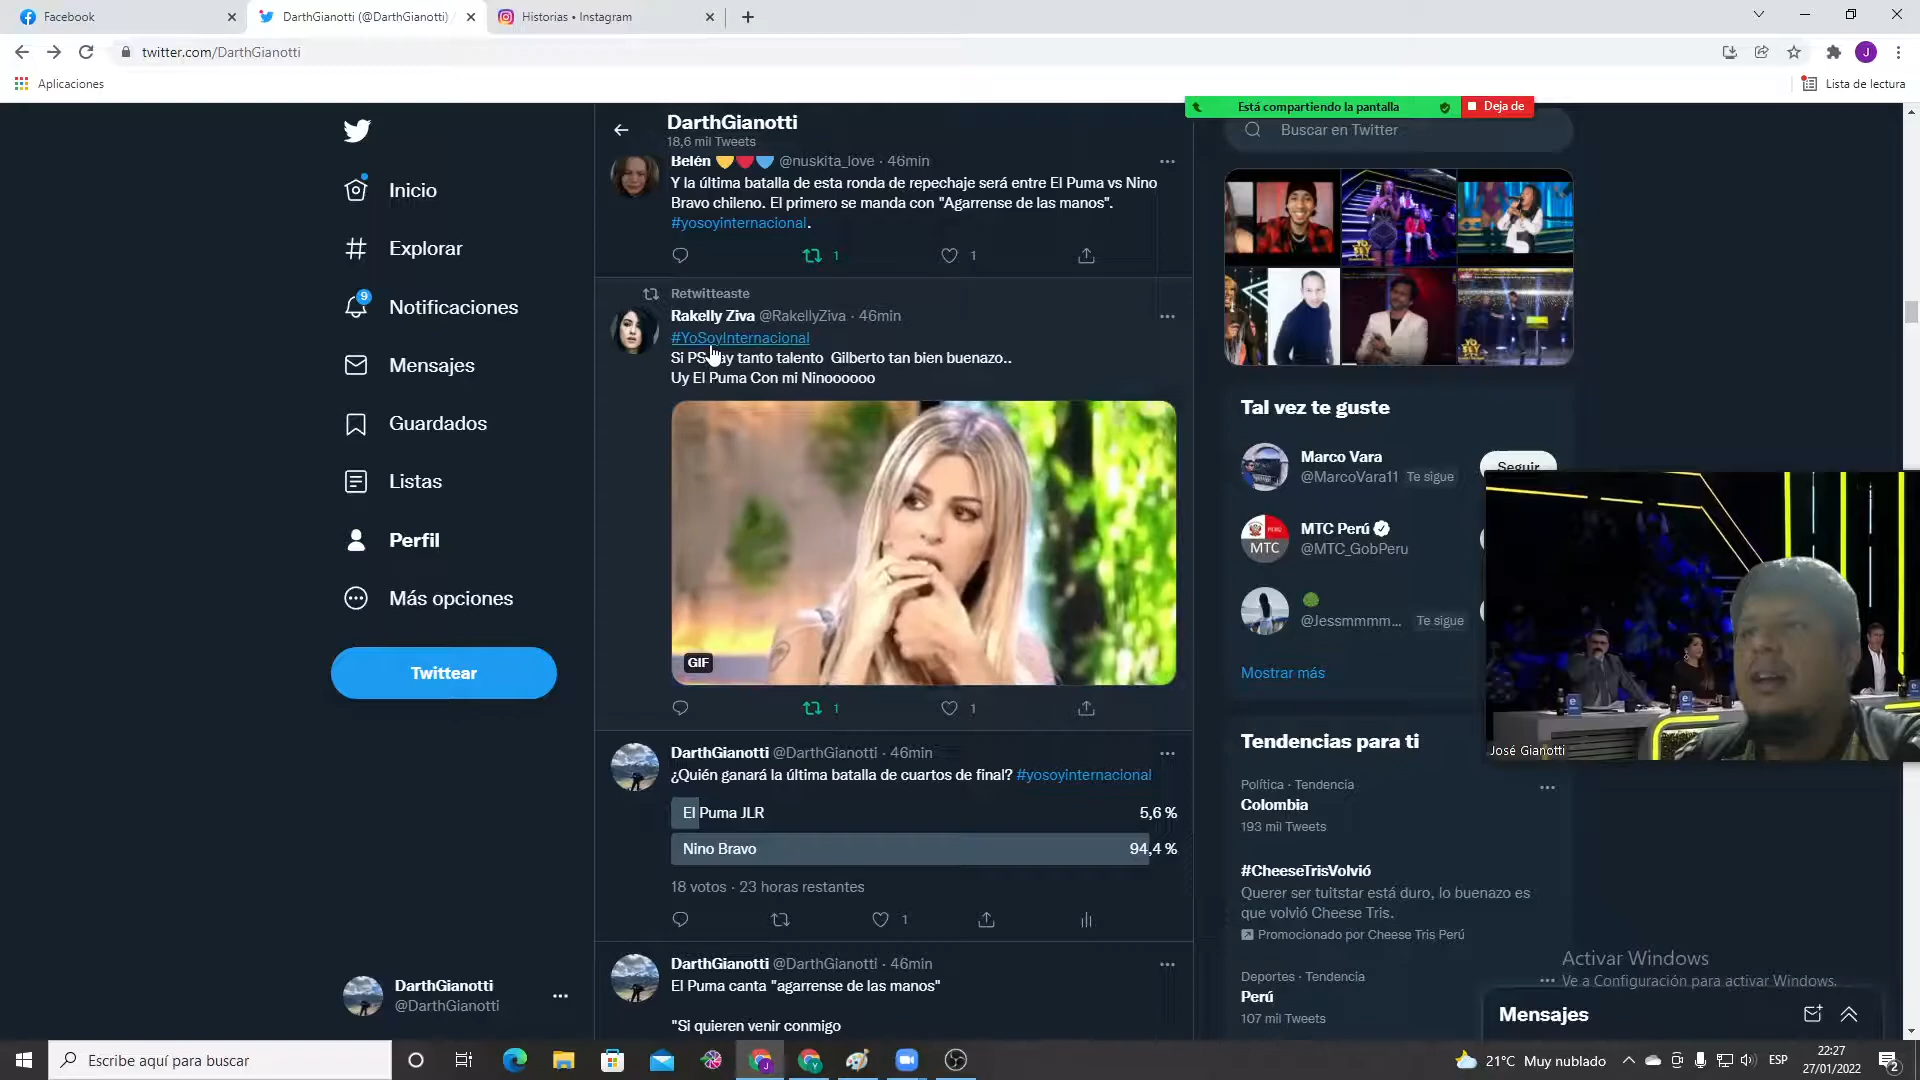 Facebook
DarthGianotti (@DarthGianotti) /
Historias • Instagram
twitter.com/DarthGianotti
J
Aplicaciones
Lista de lectura
Está compartiendo la pantalla
Deja de
Inicio
Explorar
9
Notificaciones
Mensajes
Guardados
Listas
Perfil
Más opciones
Twittear
DarthGianotti
@DarthGianotti
DarthGianotti
18,6 mil Tweets
Belén @nuskita_love · 46min
Y la última batalla de esta ronda de repechaje será entre El Puma vs Nino
Bravo chileno. El primero se manda con "Agarrense de las manos".
#yosoyinternacional.
1
1
Retwitteaste
Rakelly Ziva @RakellyZiva · 46min
#YoSoyInternacional
Si PS ay tanto talento Gilberto tan bien buenazo..
Uy El Puma Con mi Ninoooooo
GIF
1
1
DarthGianotti @DarthGianotti · 46min
¿Quién ganará la última batalla de cuartos de final? #yosoyinternacional
El Puma JLR 5,6 %
Nino Bravo 94,4 %
18 votos · 23 horas restantes
1
DarthGianotti @DarthGianotti · 46min
El Puma canta "agarrense de las manos"
"Si quieren venir conmigo
Buscar en Twitter
YO SOY
YO SOY
Tal vez te guste
Marco Vara
@MarcoVara11 Te sigue
Seguir
MTC
MTC Perú
@MTC_GobPeru
@Jessmmmm... Te sigue
Mostrar más
José Gianotti
Tendencias para ti
Política · Tendencia
Colombia
193 mil Tweets
#CheeseTrisVolvió
Querer ser tuitstar está duro, lo buenazo es
que volvió Cheese Tris.
Promocionado por Cheese Tris Perú
Deportes · Tendencia
Perú
107 mil Tweets
Activar Windows
Ve a Configuración para activar Windows.
Mensajes
Escribe aquí para buscar
21°C Muy nublado
ESP
22:27
27/01/2022
2